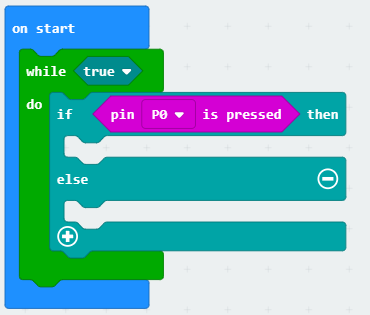 on start
while true
do
if pin P0 is pressed then
else